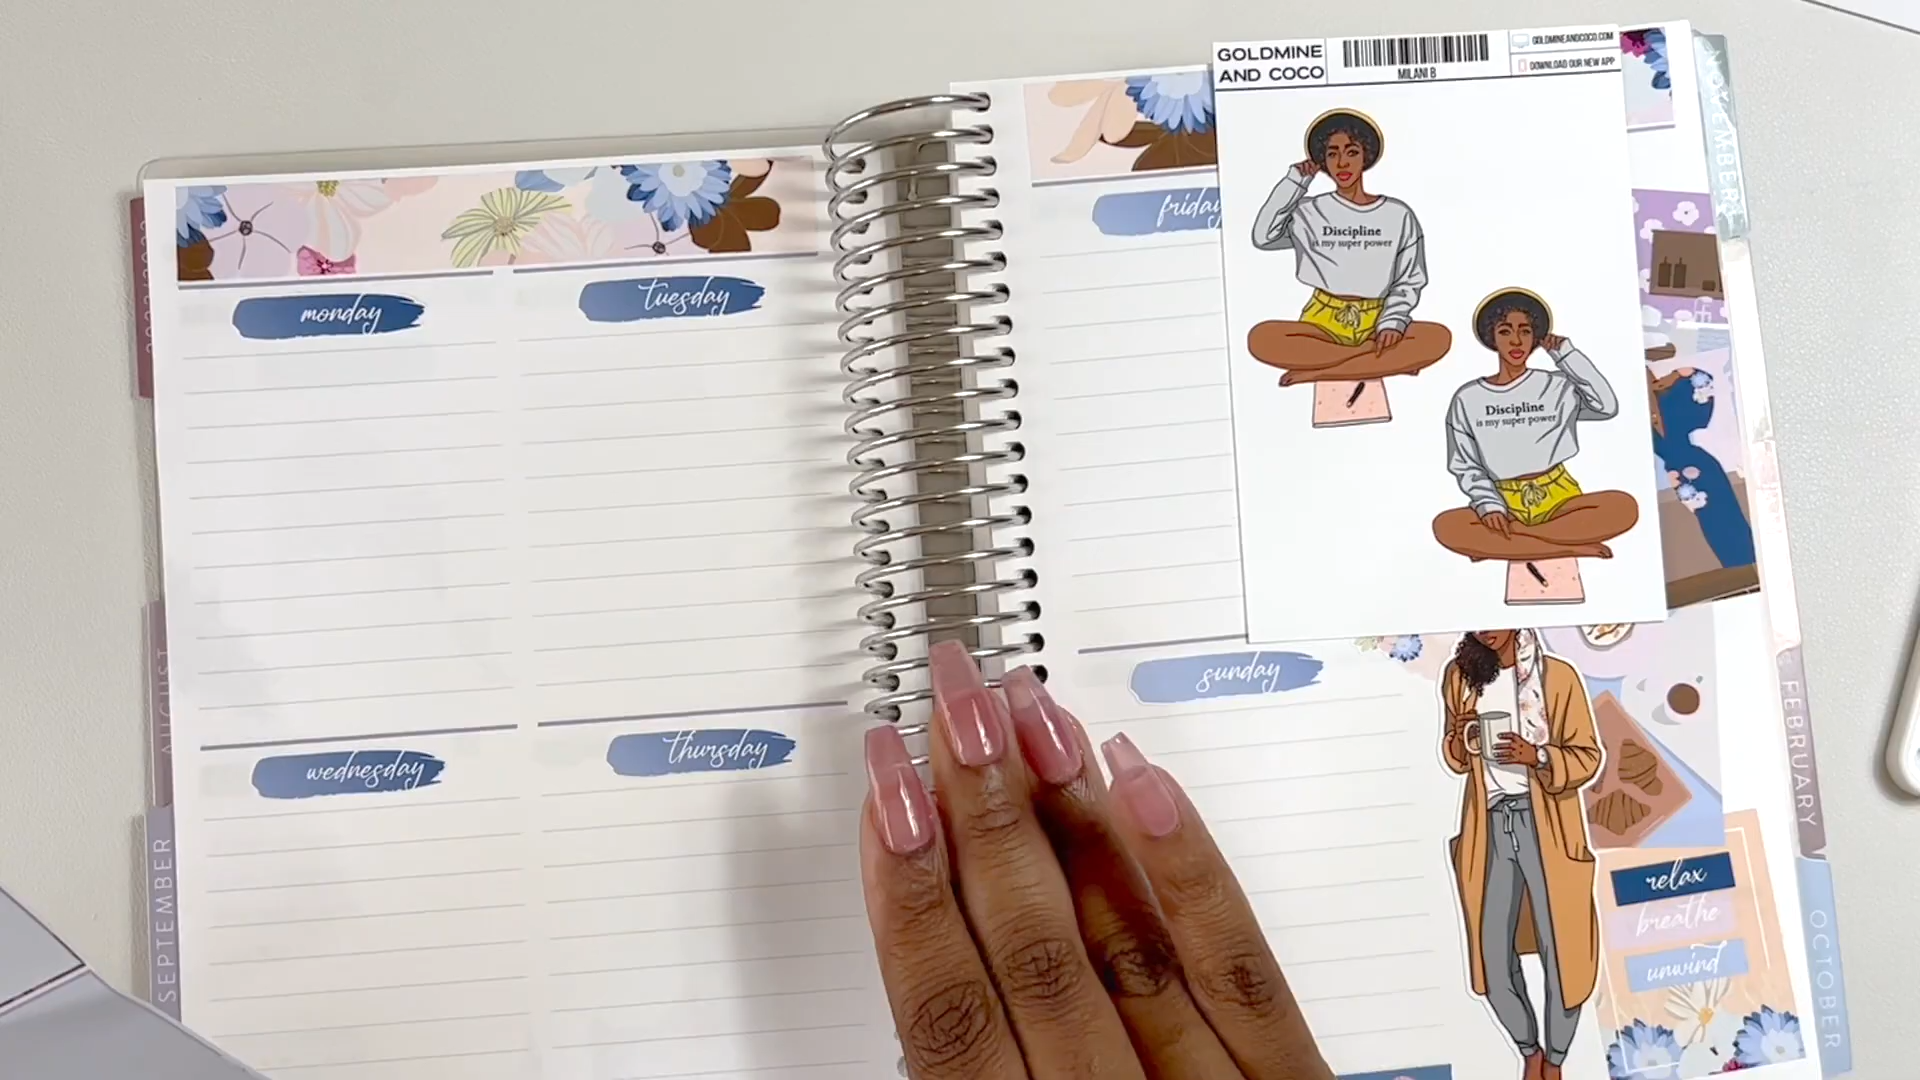 GOLDMINE
AND COCO
MILANI B
GOLDMINEANDCOCO.COM
DOWNLOAD OUR NEW APP
Discipline
is my super power
Discipline
is my super power
monday
tuesday
wednesday
thursday
friday
sunday
relax
breathe
unwind
AUGUST
SEPTEMBER
NOVEMBER
FEBRUARY
OCTOBER